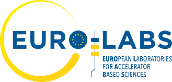 EURO-LABS
EUROPEAN LABORATORIES
FOR ACCELERATOR
BASED SCIENCES